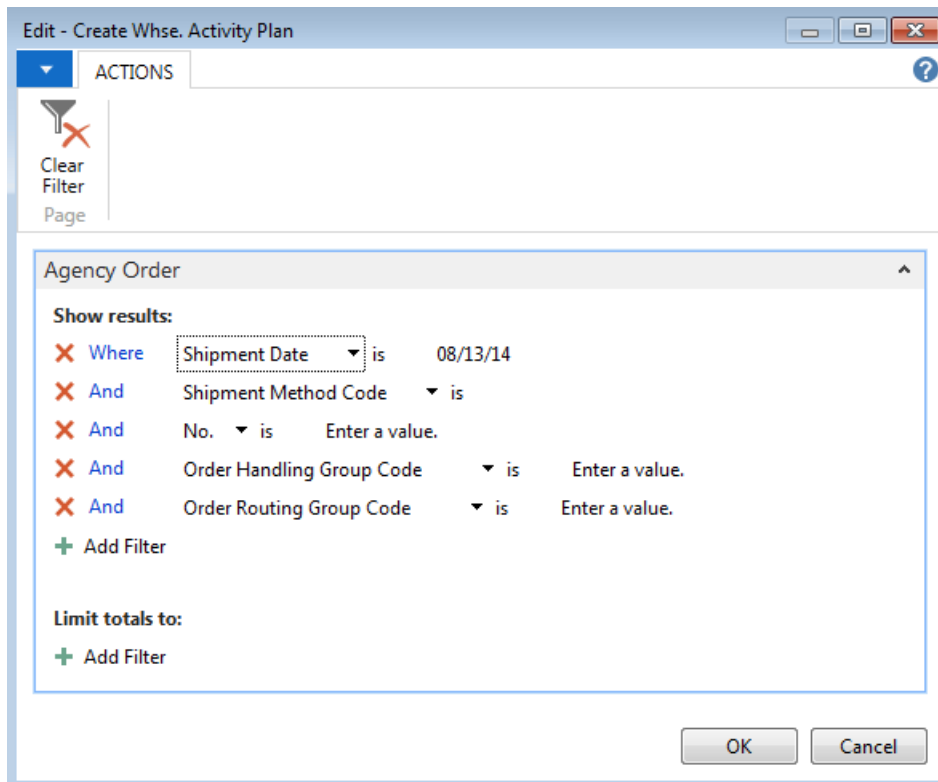 Edit - Create Whse. Activity Plan
ACTIONS
?
Clear
Filter
Page
Agency Order
Show results:
Where Shipment Date is 08/13/14
And Shipment Method Code is
And No. is Enter a value.
And Order Handling Group Code is Enter a value.
And Order Routing Group Code is Enter a value.
Add Filter
Limit totals to:
Add Filter
OK Cancel